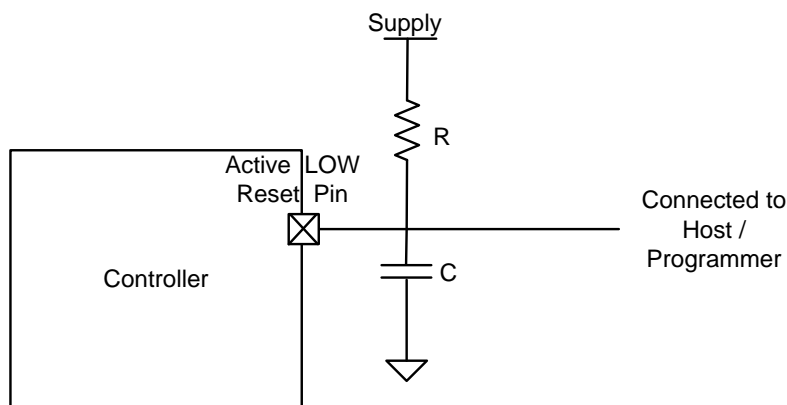 Supply
R
Active LOW
Reset Pin
Connected to
Host /
Programmer
C
Controller